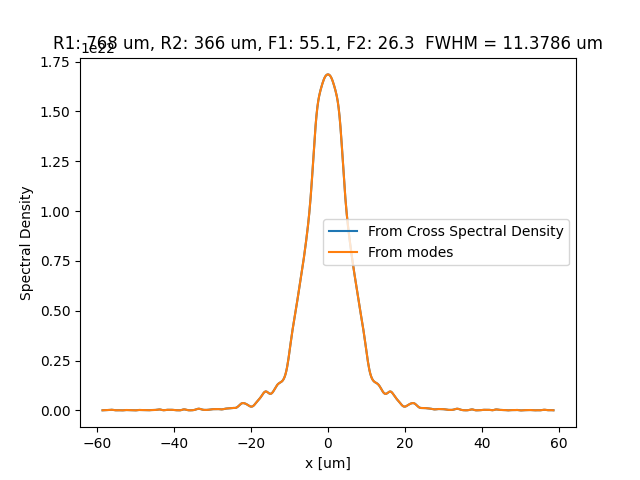 R1: 768 um, R2: 366 um, F1: 55.1, F2: 26.3  FWHM = 11.3786 um
1e22
1.75
1.50
1.25
1.00
0.75
0.50
0.25
0.00
Spectral Density
From Cross Spectral Density
From modes
−60
−40
−20
0
20
40
60
x [um]